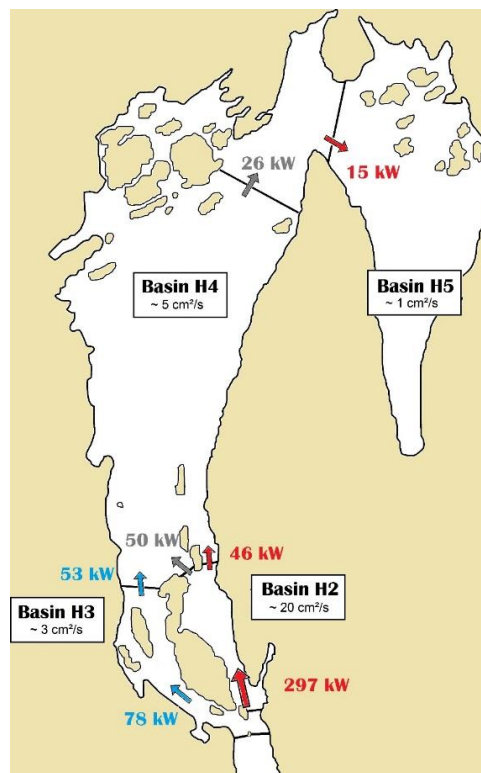 26 kW
15 kW
Basin H4
~ 5 cm²/s
Basin H5
~ 1 cm²/s
50 kW
46 kW
53 kW
Basin H3
~ 3 cm²/s
Basin H2
~ 20 cm²/s
297 kW
78 kW